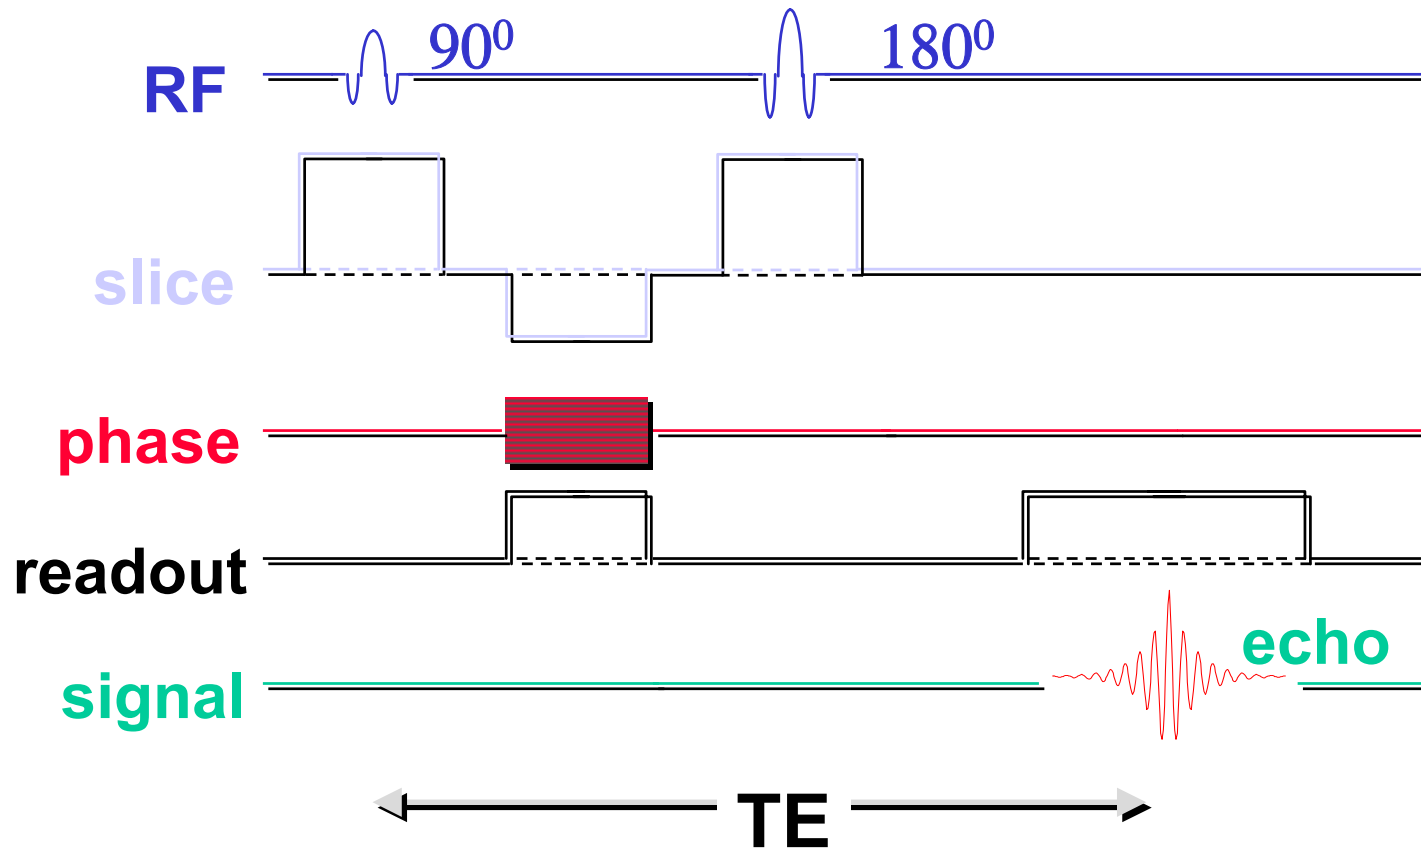 RF 90⁰ 180⁰
slice
phase
readout
signal echo
TE